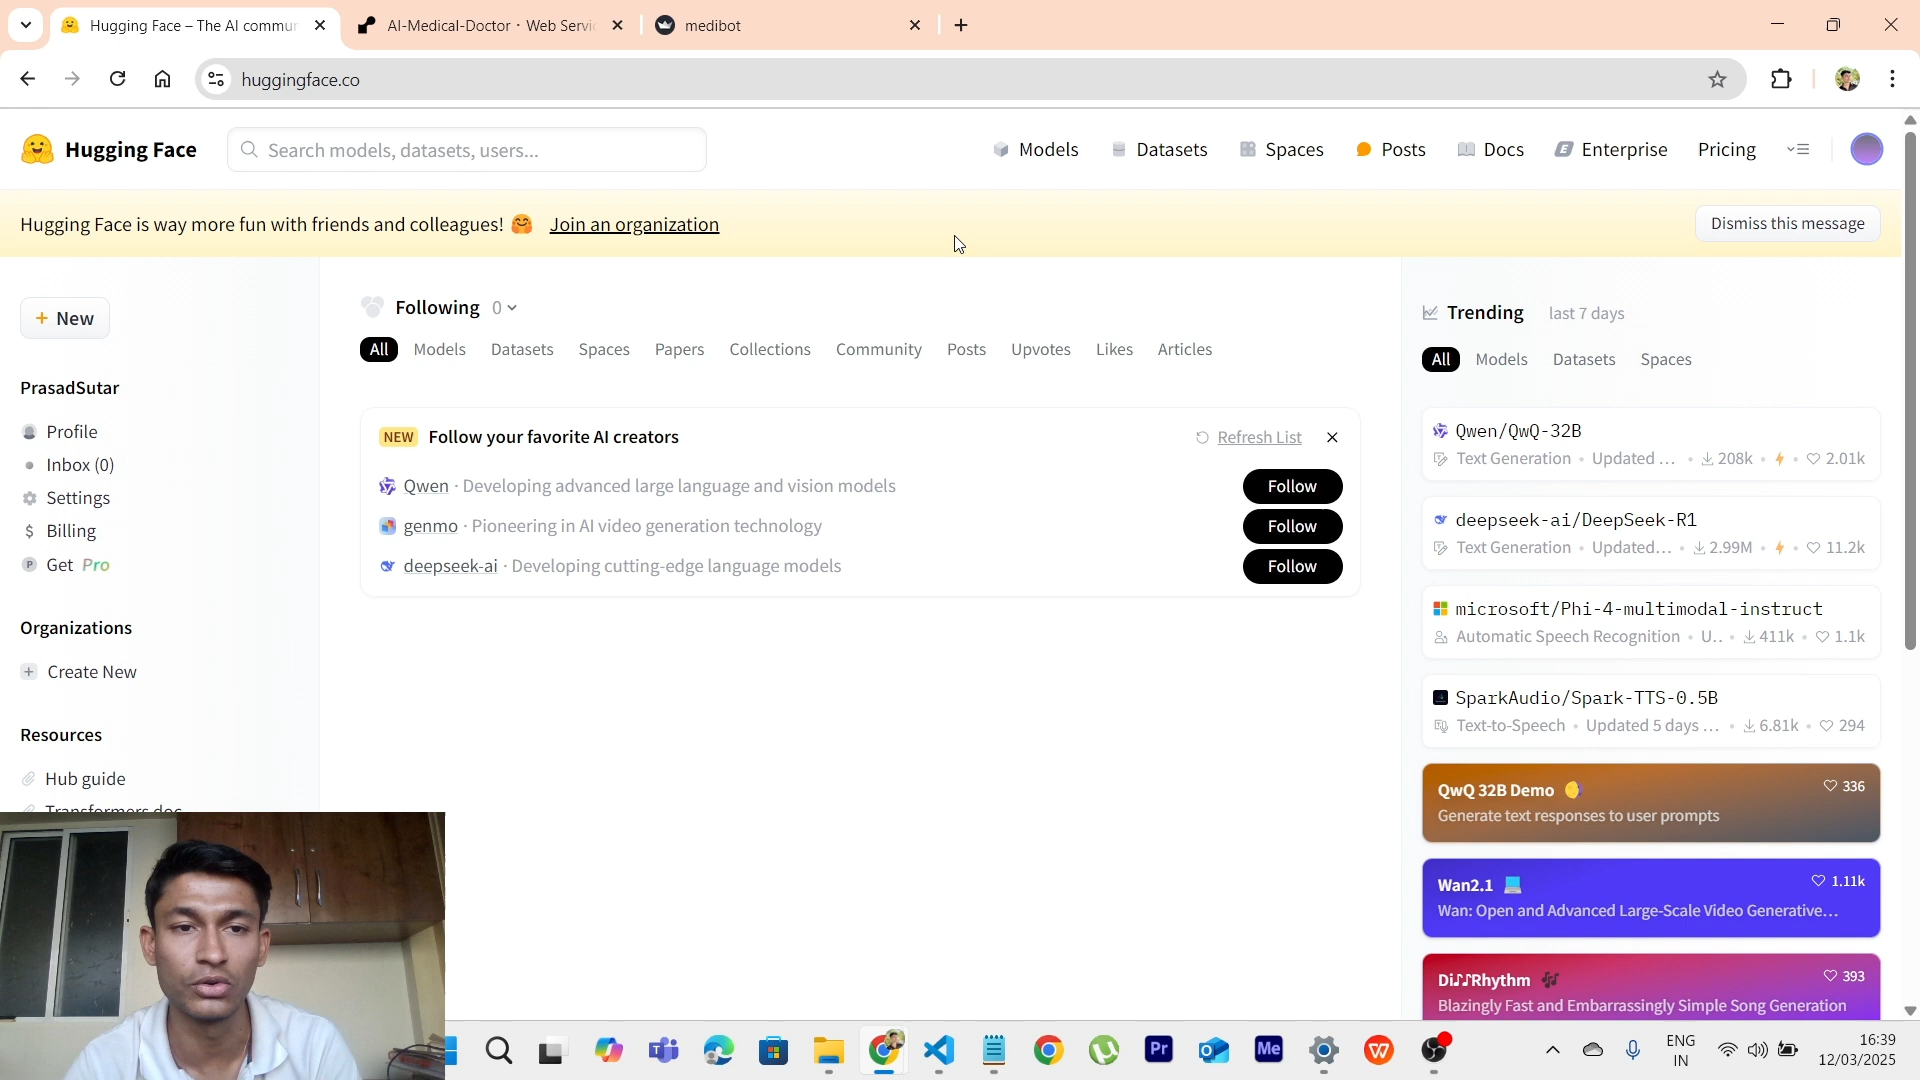 Hugging Face – The AI commun
AI-Medical-Doctor · Web Servi
medibot
huggingface.co
Hugging Face
Search models, datasets, users...
Models
Datasets
Spaces
Posts
Docs
Enterprise
Pricing
Hugging Face is way more fun with friends and colleagues! 🤗 Join an organization
Dismiss this message
+ New
PrasadSutar
Profile
Inbox (0)
Settings
$ Billing
P Get Pro
Organizations
+ Create New
Resources
Hub guide
Transformers doc
Following 0
All Models Datasets Spaces Papers Collections Community Posts Upvotes Likes Articles
NEW Follow your favorite AI creators
Refresh List
Qwen · Developing advanced large language and vision models
Follow
genmo · Pioneering in AI video generation technology
Follow
deepseek-ai · Developing cutting-edge language models
Follow
Trending last 7 days
All Models Datasets Spaces
Qwen/QwQ-32B
Text Generation • Updated ... • 208k • ⚡ • ♡ 2.01k
deepseek-ai/DeepSeek-R1
Text Generation • Updated... • 2.99M • ⚡ • ♡ 11.2k
microsoft/Phi-4-multimodal-instruct
Automatic Speech Recognition • U.. • 411k • ♡ 1.1k
SparkAudio/Spark-TTS-0.5B
Text-to-Speech • Updated 5 days ... • 6.81k • ♡ 294
QwQ 32B Demo
♡ 336
Generate text responses to user prompts
Wan2.1 💻
♡ 1.11k
Wan: Open and Advanced Large-Scale Video Generative...
Di♪♪Rhythm 🎶
♡ 393
Blazingly Fast and Embarrassingly Simple Song Generation
Pr
Me
W
ENG
IN
16:39
12/03/2025